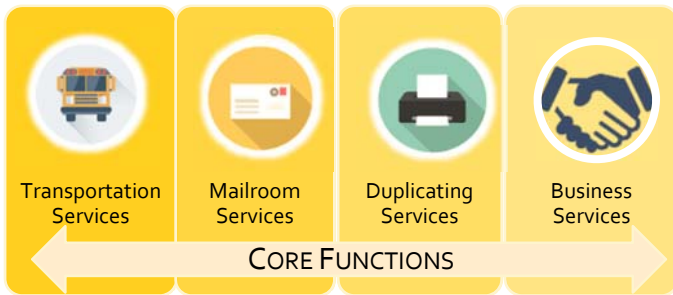 Transportation
Services
Mailroom
Services
Duplicating
Services
Business
Services
CORE FUNCTIONS